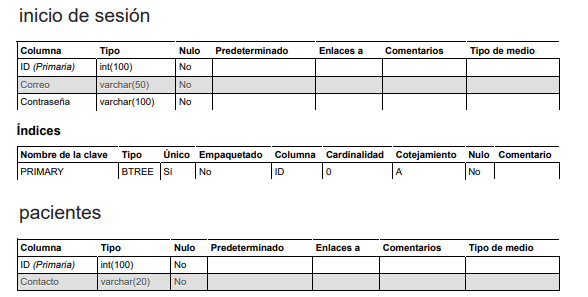 inicio de sesión
Columna Tipo Nulo Predeterminado Enlaces a Comentarios Tipo de medio
ID (Primaria) int(100) No
Correo varchar(50) No
Contraseña varchar(100) No
Índices
Nombre de la clave Tipo Único Empaquetado Columna Cardinalidad Cotejamiento Nulo Comentario
PRIMARY BTREE Sí No ID 0 A No
pacientes
Columna Tipo Nulo Predeterminado Enlaces a Comentarios Tipo de medio
ID (Primaria) int(100) No
Contacto varchar(20) No